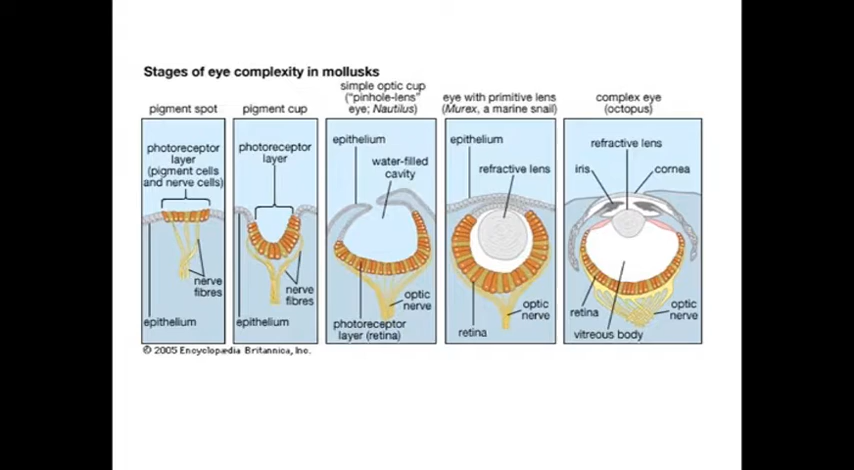 Stages of eye complexity in mollusks
pigment spot
photoreceptor
layer
(pigment cells
and nerve cells)
nerve
fibres
epithelium
pigment cup
photoreceptor
layer
nerve
fibres
epithelium
simple optic cup
("pinhole-lens"
eye; Nautilus)
epithelium
water-filled
cavity
optic
nerve
photoreceptor
layer (retina)
eye with primitive lens
(Murex, a marine snail)
epithelium
refractive lens
optic
nerve
retina
complex eye
(octopus)
refractive lens
iris
cornea
retina
optic
nerve
vitreous body
© 2005 Encyclopædia Britannica, Inc.